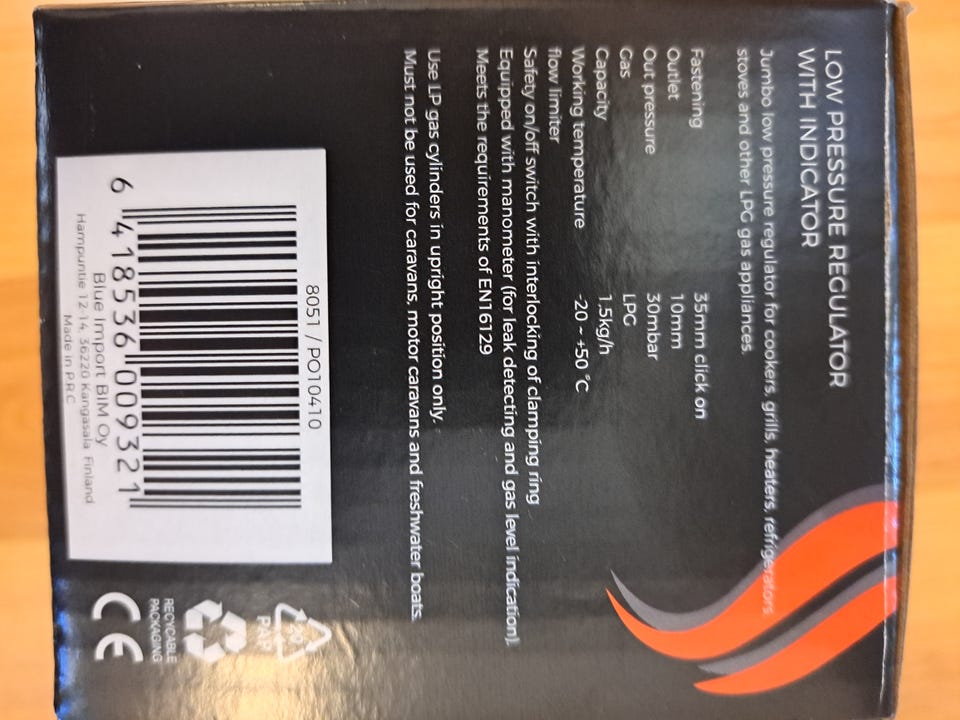 LOW PRESSURE REGULATOR
WITH INDICATOR
Jumbo low pressure regulator for cookers, grills, heaters, refrigerators,
stoves and other LPG gas appliances.
Fastening 35mm click on
Outlet 10mm
Out pressure 30mbar
Gas LPG
Capacity 1,5kg/h
Working temperature -20 ~ +50 °C
flow limiter
Safety on/off switch with interlocking of clamping ring
Equipped with manometer (for leak detecting and gas level indication).
Meets the requirements of EN16129
Use LP gas cylinders in upright position only.
Must not be used for caravans, motor caravans and freshwater boats.
8051 / PO10410
6 418536 009321
Blue Import BIM Oy
Hampuntie 12-14, 36220 Kangasala Finland
Made in P.R.C
20
PAP
RECYCLABLE
PACKAGING
CE